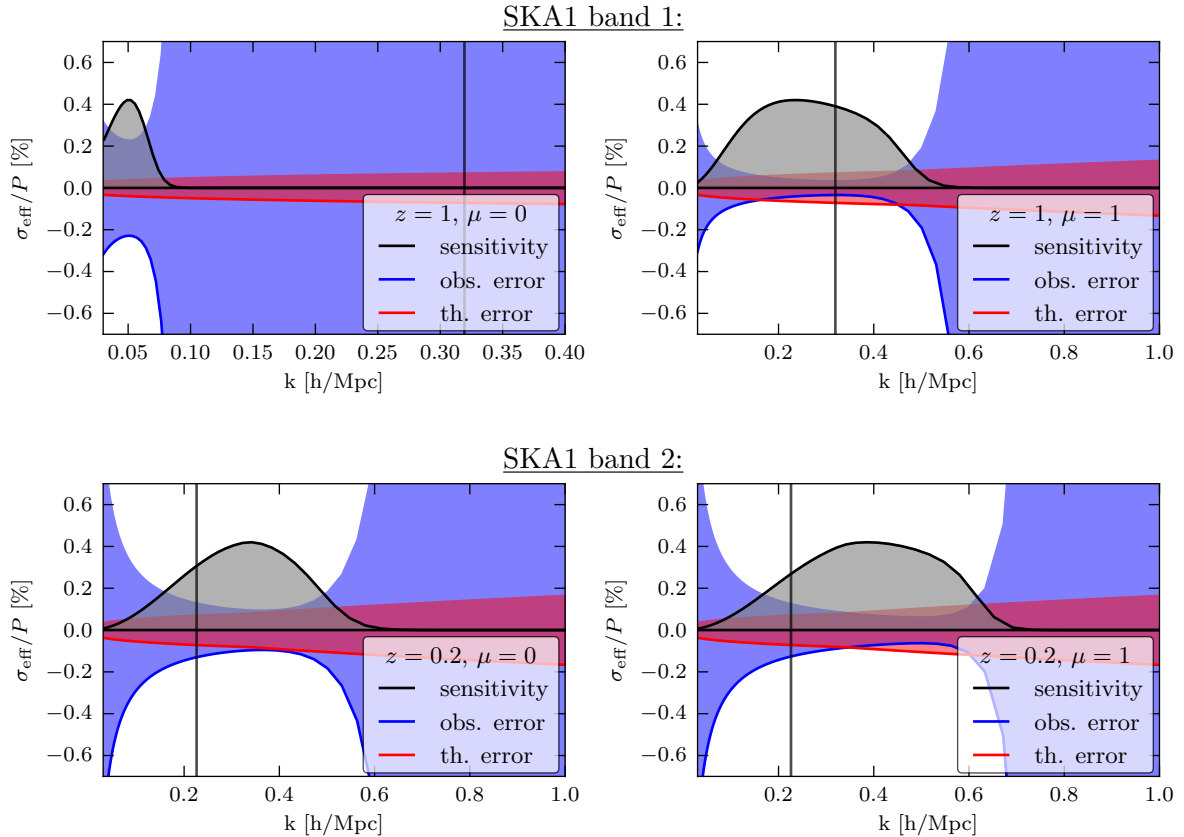 SKA1 band 1:
0.6
0.4
0.2
0.0
−0.2
−0.4
−0.6
σeff/P [%]
0.05 0.10 0.15 0.20 0.25 0.30 0.35 0.40
k [h/Mpc]
z = 1, μ = 0
sensitivity
obs. error
th. error
0.6
0.4
0.2
0.0
−0.2
−0.4
−0.6
σeff/P [%]
0.2 0.4 0.6 0.8 1.0
k [h/Mpc]
z = 1, μ = 1
sensitivity
obs. error
th. error
SKA1 band 2:
0.6
0.4
0.2
0.0
−0.2
−0.4
−0.6
σeff/P [%]
0.2 0.4 0.6 0.8 1.0
k [h/Mpc]
z = 0.2, μ = 0
sensitivity
obs. error
th. error
0.6
0.4
0.2
0.0
−0.2
−0.4
−0.6
σeff/P [%]
0.2 0.4 0.6 0.8 1.0
k [h/Mpc]
z = 0.2, μ = 1
sensitivity
obs. error
th. error